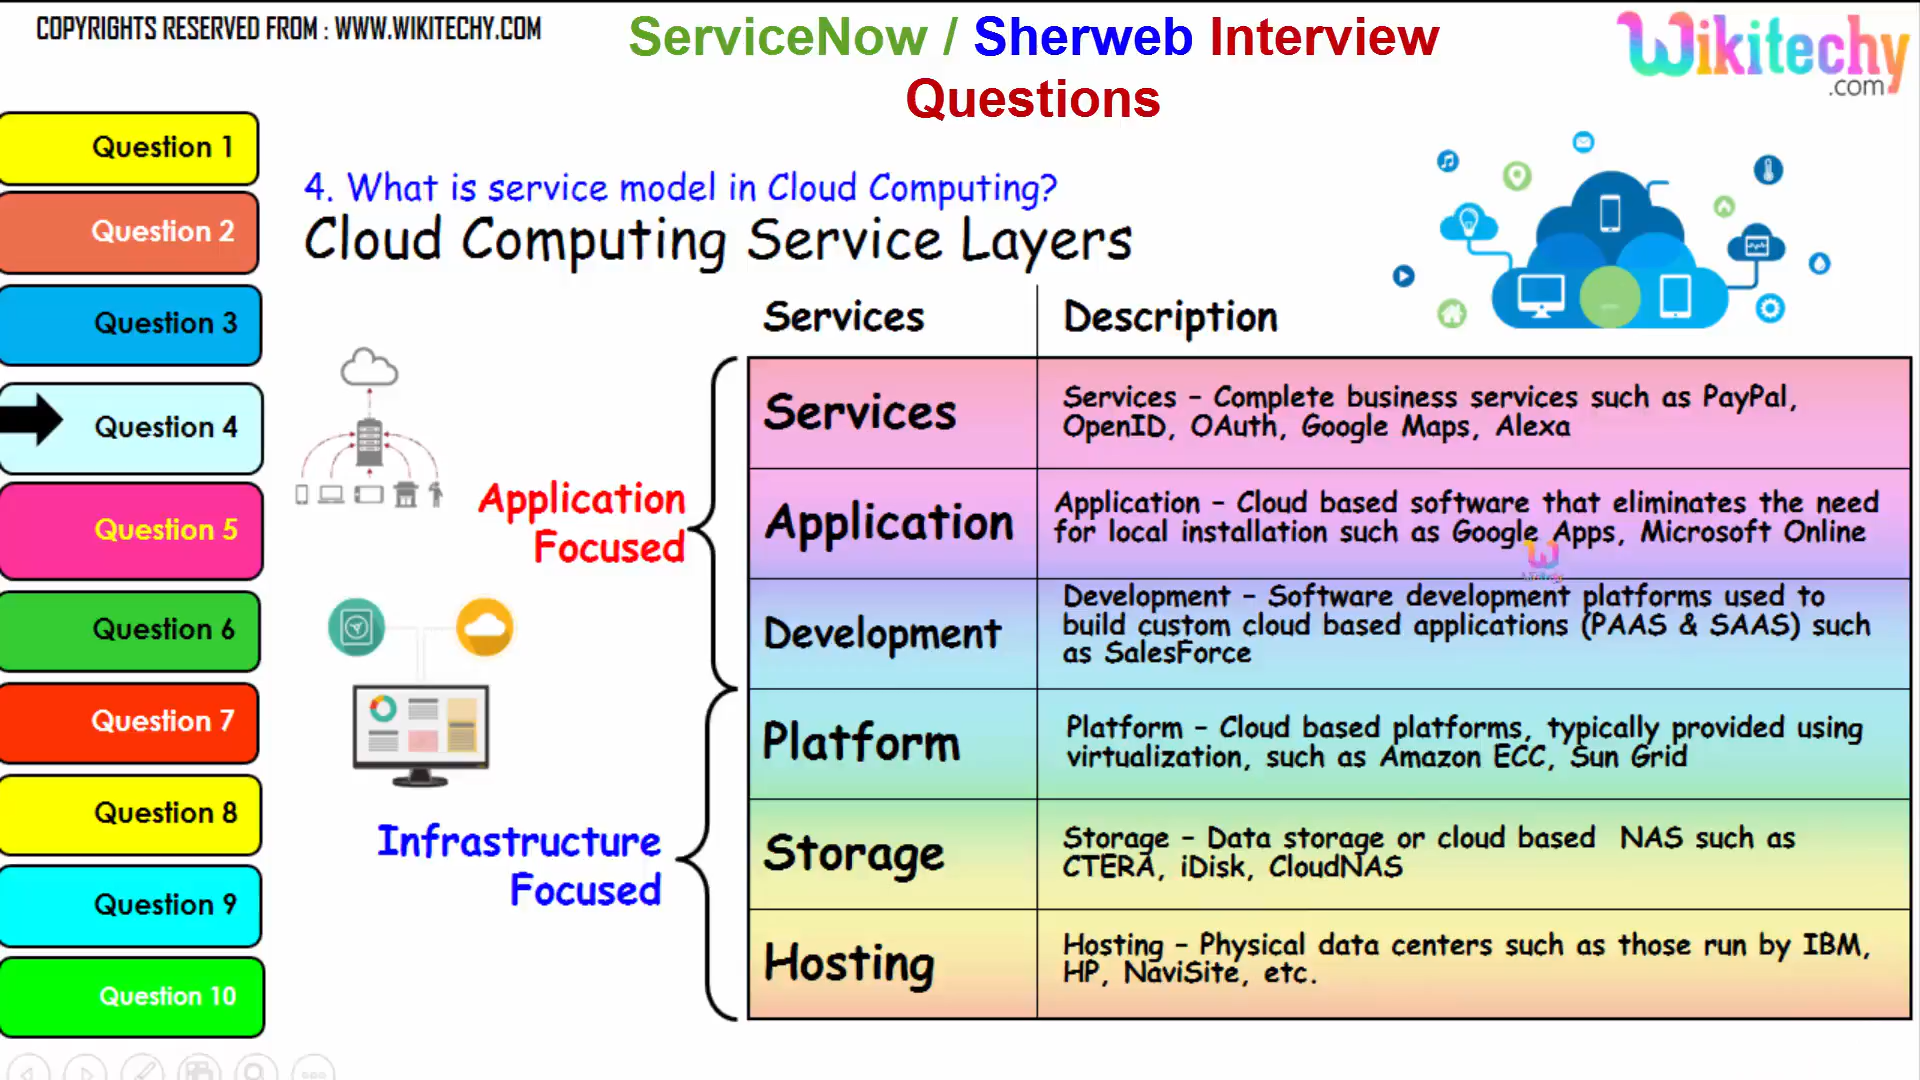 COPYRIGHTS RESERVED FROM : WWW.WIKITECHY.COM
ServiceNow / Sherweb Interview
Questions
Wikitechy
.com
Question 1
Question 2
Question 3
Question 4
Question 5
Question 6
Question 7
Question 8
Question 9
Question 10
4. What is service model in Cloud Computing?
Cloud Computing Service Layers
Services
Description
Application
Focused
Infrastructure
Focused
Services
Services – Complete business services such as PayPal,
OpenID, OAuth, Google Maps, Alexa
Application
Application – Cloud based software that eliminates the need
for local installation such as Google Apps, Microsoft Online
Development
Development – Software development platforms used to
build custom cloud based applications (PAAS & SAAS) such
as SalesForce
Platform
Platform – Cloud based platforms, typically provided using
virtualization, such as Amazon ECC, Sun Grid
Storage
Storage – Data storage or cloud based NAS such as
CTERA, iDisk, CloudNAS
Hosting
Hosting – Physical data centers such as those run by IBM,
HP, NaviSite, etc.